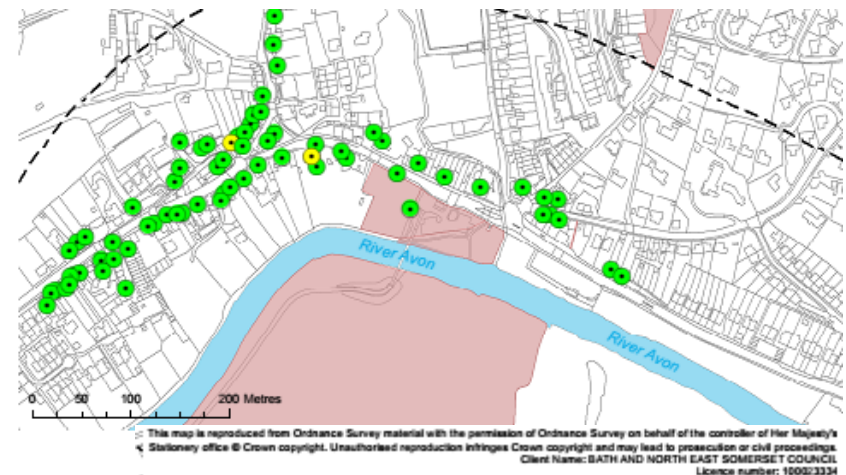 River Avon
River Avon
0 50 100 200 Metres
This map is reproduced from Ordnance Survey material with the permission of Ordnance Survey on behalf of the controller of Her Majesty's
Stationery office © Crown copyright. Unauthorised reproduction infringes Crown copyright and may lead to prosecution or civil proceedings.
Client Name: BATH AND NORTH EAST SOMERSET COUNCIL
Licence number: 100023334